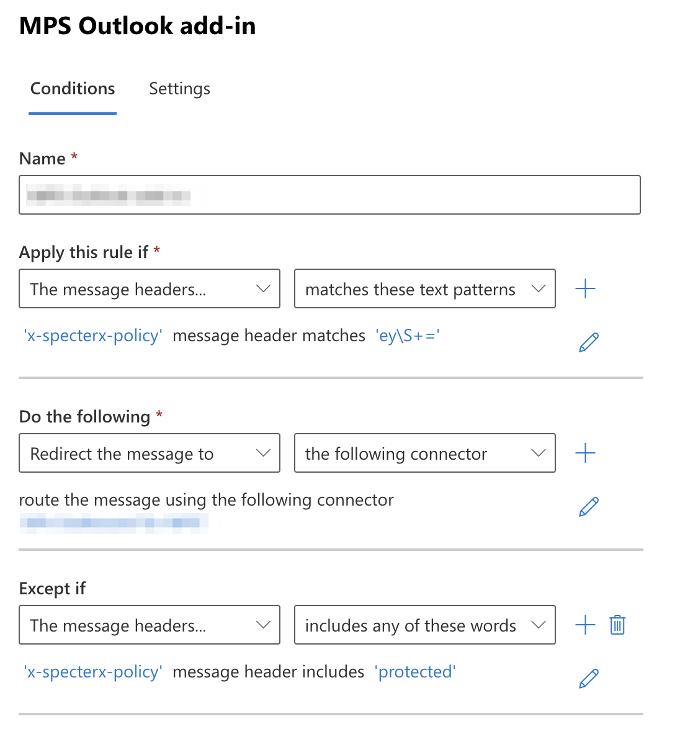 MPS Outlook add-in
Conditions Settings
Name *
Apply this rule if *
The message headers... matches these text patterns
'x-specterx-policy' message header matches 'ey\S+='
Do the following *
Redirect the message to the following connector
route the message using the following connector
Except if
The message headers... includes any of these words
'x-specterx-policy' message header includes 'protected'